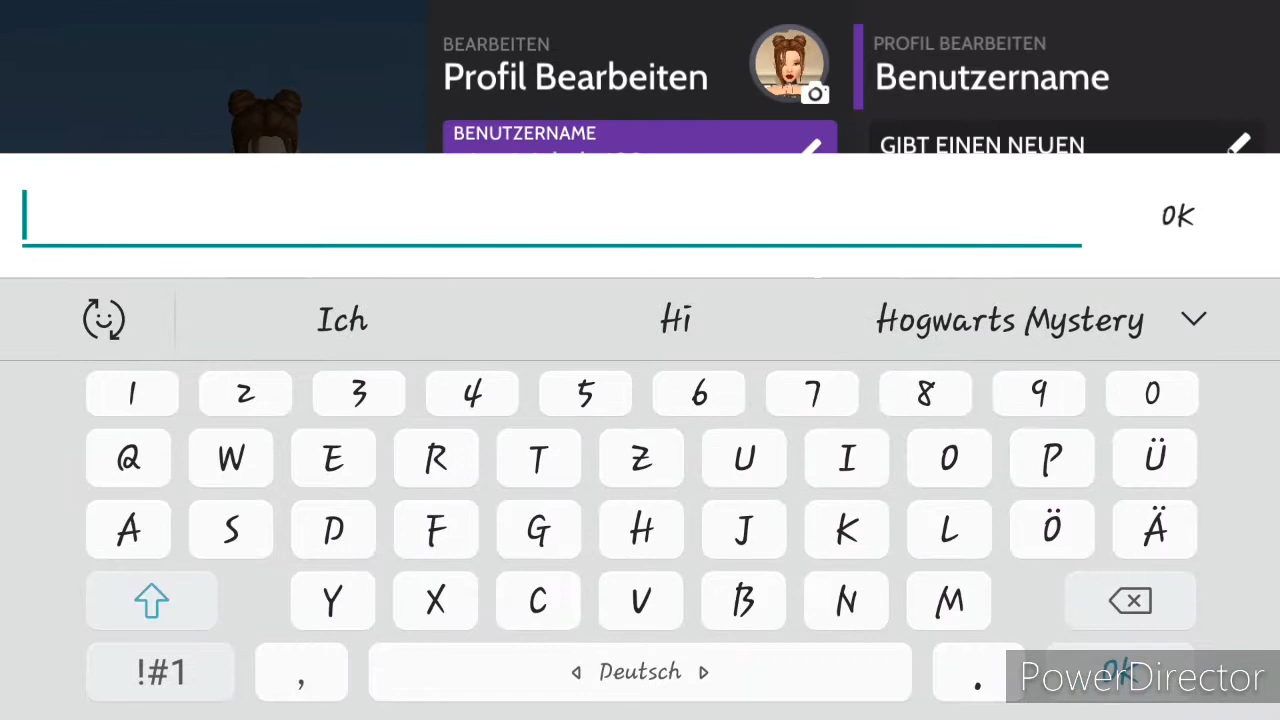 BEARBEITEN
Profil Bearbeiten
PROFIL BEARBEITEN
Benutzername
BENUTZERNAME
GIBT EINEN NEUEN
OK
Ich Hi Hogwarts Mystery
1 2 3 4 5 6 7 8 9 0
Q W E R T Z U I O P Ü
A S D F G H J K L Ö Ä
Y X C V B N M
!#1 , Deutsch . OK
PowerDirector